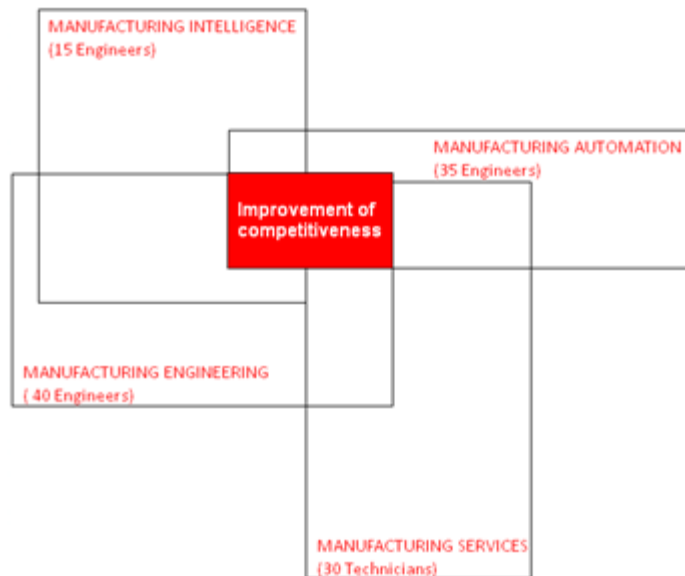 MANUFACTURING INTELLIGENCE
(15 Engineers)
MANUFACTURING AUTOMATION
(35 Engineers)
Improvement of
competitiveness
MANUFACTURING ENGINEERING
( 40 Engineers)
MANUFACTURING SERVICES
(30 Technicians)